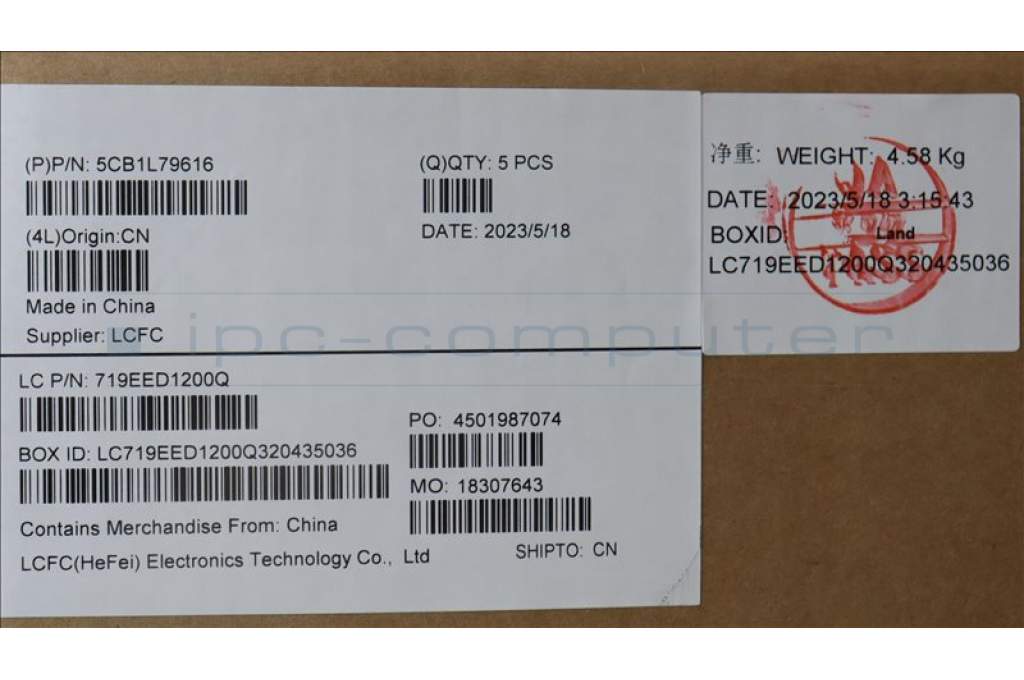 (P)P/N: 5CB1L79616
(Q)QTY: 5 PCS
(4L)Origin:CN
DATE: 2023/5/18
Made in China
Supplier: LCFC
净重: WEIGHT: 4.58 Kg
DATE: 2023/5/18 3:15:43
BOXID:
Land
LC719EED1200Q320435036
PASS
ipc-computer
LC P/N: 719EED1200Q
PO: 4501987074
BOX ID: LC719EED1200Q320435036
MO: 18307643
Contains Merchandise From: China
LCFC(HeFei) Electronics Technology Co., Ltd
SHIPTO: CN